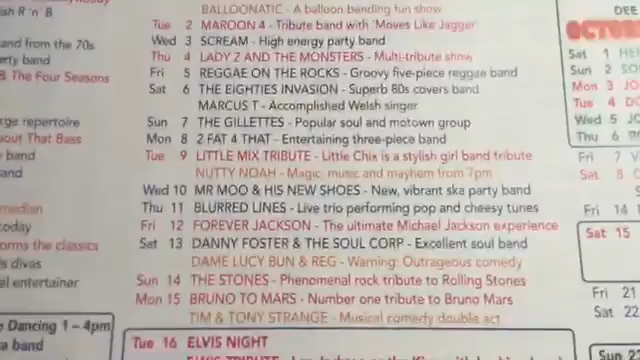 sh R 'n' B
and from the 70s
rty band
B The Four Seasons
rge repertoire
out That Bass
band
and
median
today
orms the classics
s divas
al entertainer
e Dancing 1 – 4pm
a band
BALLOONATIC - A balloon bending fun show
Tue 2 MAROON 4 - Tribute band with 'Moves Like Jagger'
Wed 3 SCREAM - High energy party band
Thu 4 LADY Z AND THE MONSTERS - Multi-tribute show
Fri 5 REGGAE ON THE ROCKS - Groovy five-piece reggae band
Sat 6 THE EIGHTIES INVASION - Superb 80s covers band
MARCUS T - Accomplished Welsh singer
Sun 7 THE GILLETTES - Popular soul and motown group
Mon 8 2 FAT 4 THAT - Entertaining three-piece band
Tue 9 LITTLE MIX TRIBUTE - Little Chix is a stylish girl band tribute
NUTTY NOAH - Magic, music and mayhem from 7pm
Wed 10 MR MOO & HIS NEW SHOES - New, vibrant ska party band
Thu 11 BLURRED LINES - Live trio performing pop and cheesy tunes
Fri 12 FOREVER JACKSON - The ultimate Michael Jackson experience
Sat 13 DANNY FOSTER & THE SOUL CORP - Excellent soul band
DAME LUCY BUN & REG - Warning: Outrageous comedy
Sun 14 THE STONES - Phenomenal rock tribute to Rolling Stones
Mon 15 BRUNO TO MARS - Number one tribute to Bruno Mars
TIM & TONY STRANGE - Musical comedy double act
Tue 16 ELVIS NIGHT
DEE
OCTOBE
Sat 1 HE
Sun 2 SO
Mon 3 JO
Tue 4 DO
Wed 5 JO
Thu 6
Fri 7
Sat 8
Fri 14
Sat 15
Fri 21
Sat 22
Sun 2